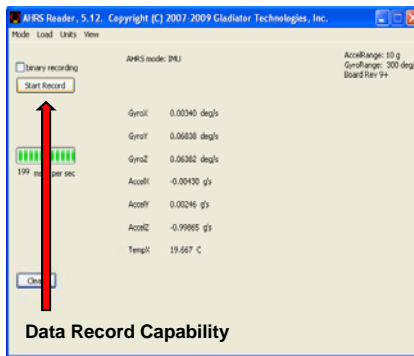 AHRS Reader, 5.12. Copyright (C) 2007-2009 Gladiator Technologies, Inc.
Mode Load Units View
AHRS mode: IMU
AccelRange: 10 g
GyroRange: 300 deg
Board Rev 9+
binary recording
Start Record
GyroX 0.00340 deg/s
GyroY 0.06838 deg/s
GyroZ 0.06382 deg/s
199 per sec
AccelX -0.00430 g's
AccelY 0.00246 g's
AccelZ -0.99865 g's
TempX 19.667 C
Data Record Capability